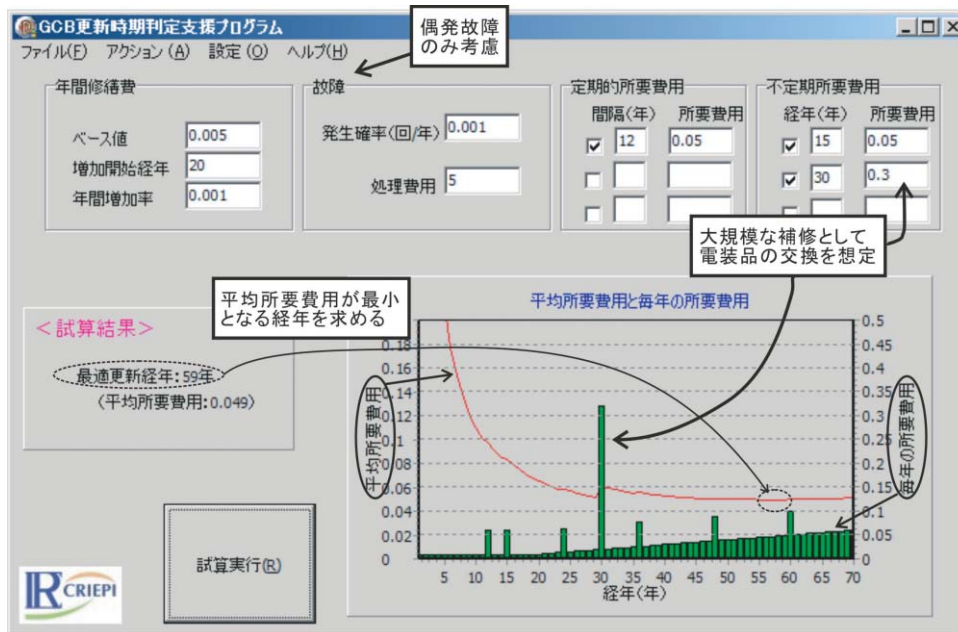 GCB更新時期判定支援プログラム
ファイル(F) アクション(A) 設定(O) ヘルプ(H)
偶発故障
のみ考慮
年間修繕費
ベース値 0.005
増加開始経年 20
年間増加率 0.001
故障
発生確率(回/年) 0.001
処理費用 5
定期的所要費用
間隔(年) 所要費用
12 0.05
不定期所要費用
経年(年) 所要費用
15 0.05
30 0.3
大規模な補修として
電装品の交換を想定
平均所要費用が最小
となる経年を求める
<試算結果>
最適更新経年:59年
(平均所要費用:0.049)
試算実行(R)
平均所要費用と毎年の所要費用
平均所要費用
0.18
0.16
0.14
0.12
0.1
0.08
0.06
0.04
0.02
0
毎年の所要費用
0.5
0.45
0.4
0.35
0.3
0.25
0.2
0.15
0.1
0.05
0
5 10 15 20 25 30 35 40 45 50 55 60 65 70
経年(年)
IR CRIEPI